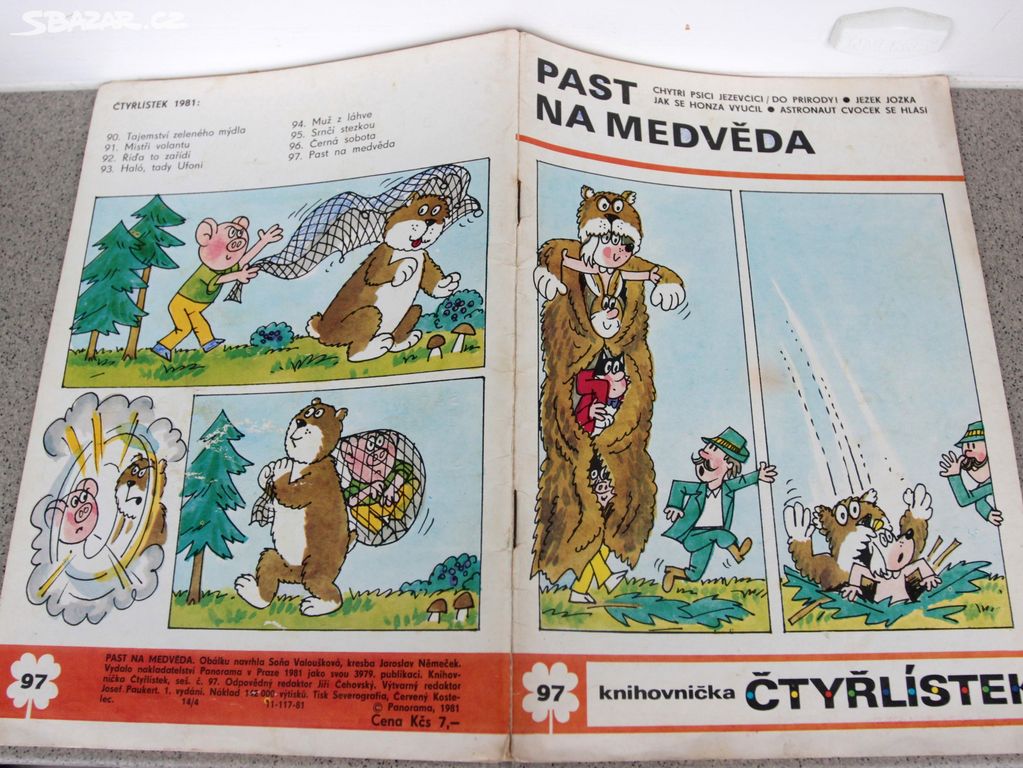 SBAZAR.CZ
ČTYŘLÍSTEK 1981:
90. Tajemství zeleného mýdla
91. Mistři volantu
92. Říďa to zařídí
93. Haló, tady Ufoni
94. Muž z láhve
95. Srnčí stezkou
96. Černá sobota
97. Past na medvěda
PAST NA MEDVĚDA. Obálku navrhla Soňa Valoušková, kresba Jaroslav Němeček.
Vydalo nakladatelství Panorama v Praze 1981 jako svou 3979. publikaci. Knihov-
nička Čtyřlístek, seš. č. 97. Odpovědný redaktor Jiří Čehovský. Výtvarný redaktor
Josef Paukert. 1. vydání. Náklad 000 výtisků. Tisk Severografia, Červený Koste-
lec. 14/4 11-117-81
© Panorama, 1981
Cena Kčs 7,—
97
PAST
NA MEDVĚDA
CHYTŘÍ PSÍCI JEZEVČÍCI / DO PŘÍRODY! ● JEŽEK JOŽKA
JAK SE HONZA VYUČIL ● ASTRONAUT CVOČEK SE HLÁSÍ
97
knihovnička ČTYŘLÍSTEK